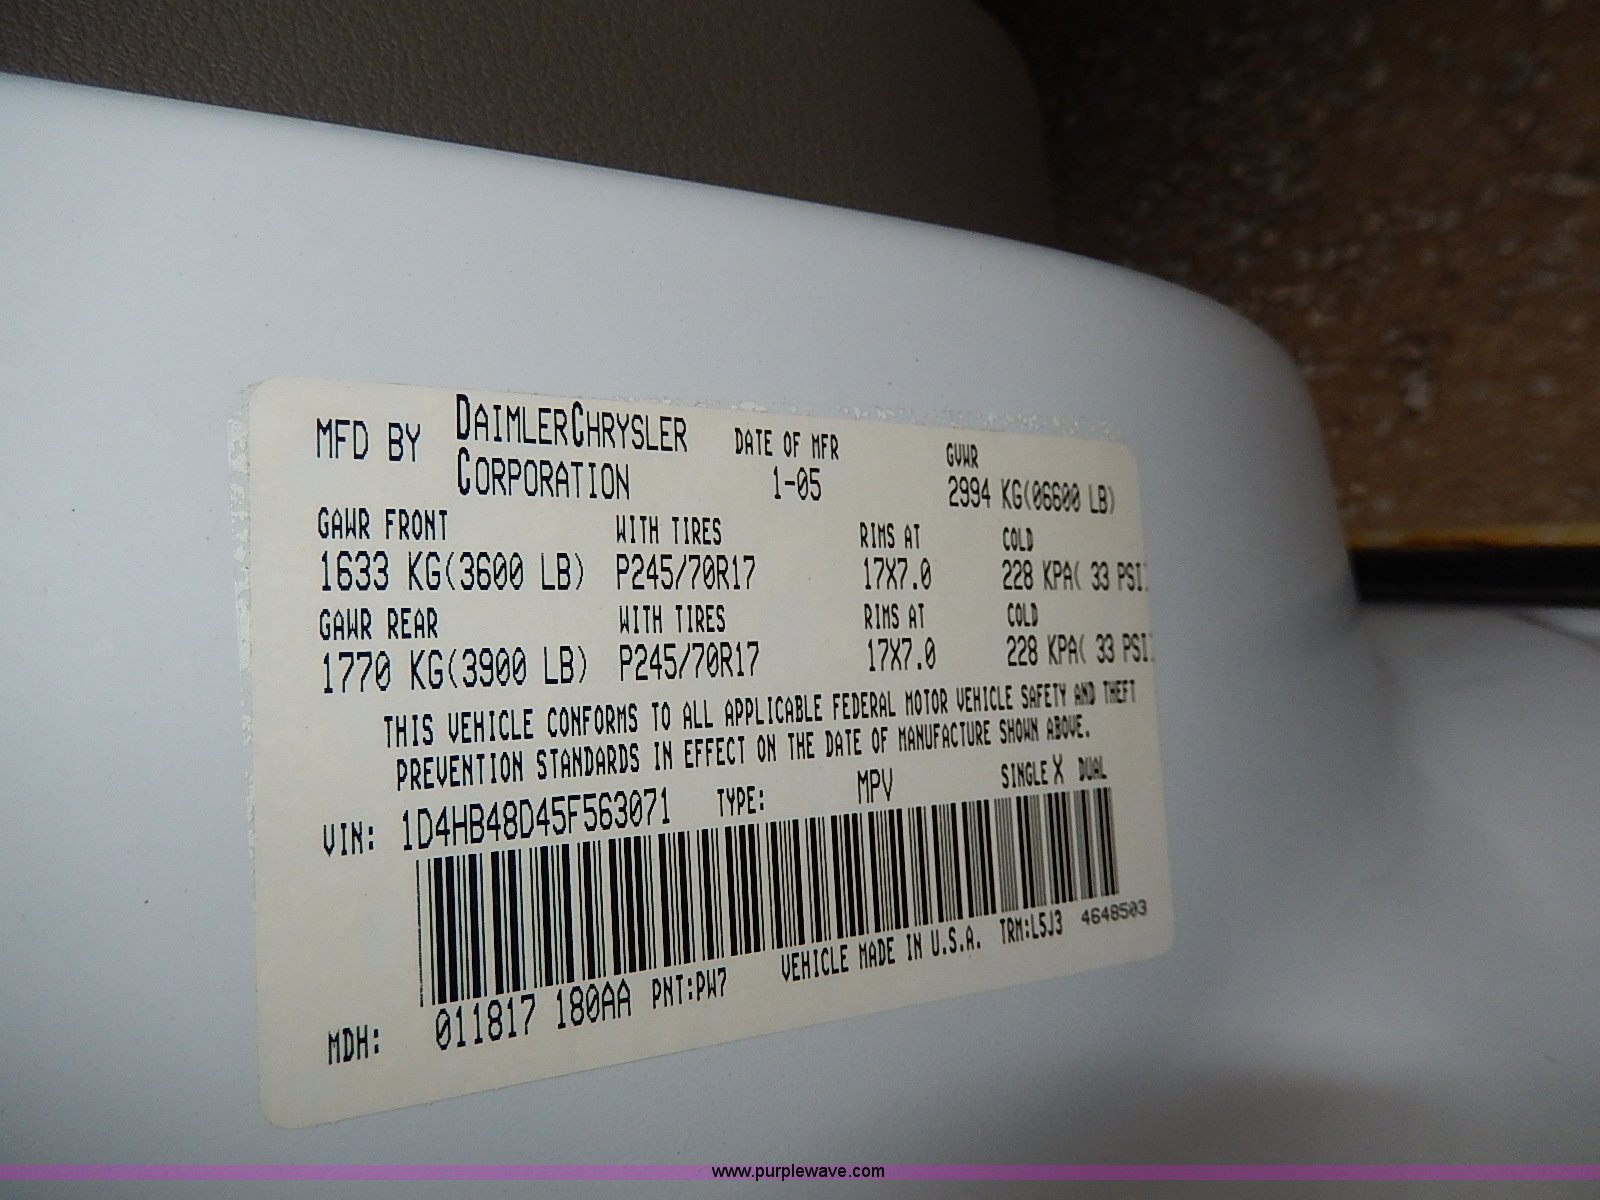 MFD BY DAIMLERCHRYSLER CORPORATION
DATE OF MFR 1-05
GVWR 2994 KG(06600 LB)
GAWR FRONT WITH TIRES RIMS AT COLD
1633 KG(3600 LB) P245/70R17 17X7.0 228 KPA( 33 PSI)
GAWR REAR WITH TIRES RIMS AT COLD
1770 KG(3900 LB) P245/70R17 17X7.0 228 KPA( 33 PSI)
THIS VEHICLE CONFORMS TO ALL APPLICABLE FEDERAL MOTOR VEHICLE SAFETY AND THEFT
PREVENTION STANDARDS IN EFFECT ON THE DATE OF MANUFACTURE SHOWN ABOVE.
VIN: 1D4HB48D45F563071 TYPE: MPV SINGLE X DUAL
MDH: 011817 180AA PNT:PW7 VEHICLE MADE IN U.S.A. TRM:L5J3 4648503
www.purplewave.com